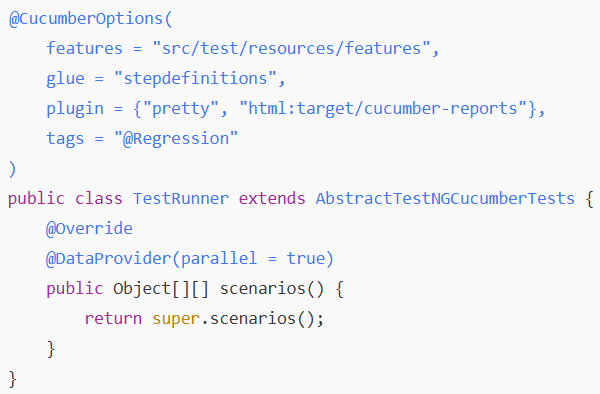 @CucumberOptions(
    features = "src/test/resources/features",
    glue = "stepdefinitions",
    plugin = {"pretty", "html:target/cucumber-reports"},
    tags = "@Regression"
)
public class TestRunner extends AbstractTestNGCucumberTests {
    @Override
    @DataProvider(parallel = true)
    public Object[][] scenarios() {
        return super.scenarios();
    }
}